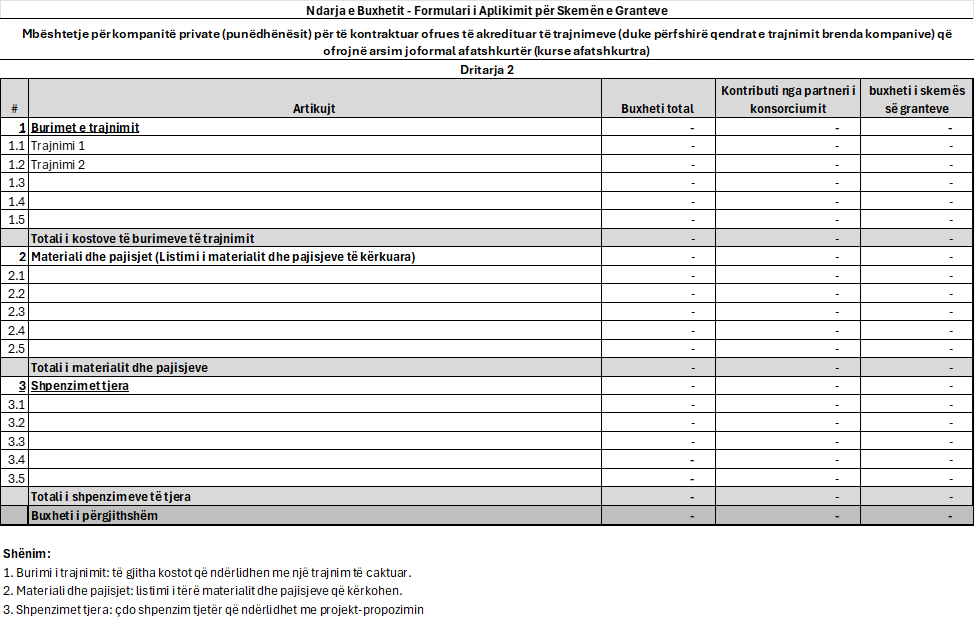 Ndarja e Buxhetit - Formulari i Aplikimit për Skemën e Granteve
Mbështetje për kompanitë private (punëdhënësit) për të kontraktuar ofrues të akredituar të trajnimeve (duke përfshirë qendrat e trajnimit brenda kompanive) që
ofrojnë arsim joformal afatshkurtër (kurse afatshkurtra)
Dritarja 2
# Artikujt Buxheti total Kontributi nga partneri i konsorciumit buxheti i skemës së granteve
1 Burimet e trajnimit - - -
1.1 Trajnimi 1 - - -
1.2 Trajnimi 2 - - -
1.3 - - -
1.4 - - -
1.5 - - -
Totali i kostove të burimeve të trajnimit - - -
2 Materiali dhe pajisjet (Listimi i materialit dhe pajisjeve të kërkuara) - - -
2.1 - - -
2.2 - - -
2.3 - - -
2.4 - - -
2.5 - - -
Totali i materialit dhe pajisjeve - - -
3 Shpenzimet tjera - - -
3.1 - - -
3.2 - - -
3.3 - - -
3.4 - - -
3.5 - - -
Totali i shpenzimeve të tjera - - -
Buxheti i përgjithshëm - - -
Shënim:
1. Burimi i trajnimit: të gjitha kostot që ndërlidhen me një trajnim të caktuar.
2. Materiali dhe pajisjet: listimi i tërë materialit dhe pajisjeve që kërkohen.
3. Shpenzimet tjera: çdo shpenzim tjetër që ndërlidhet me projekt-propozimin